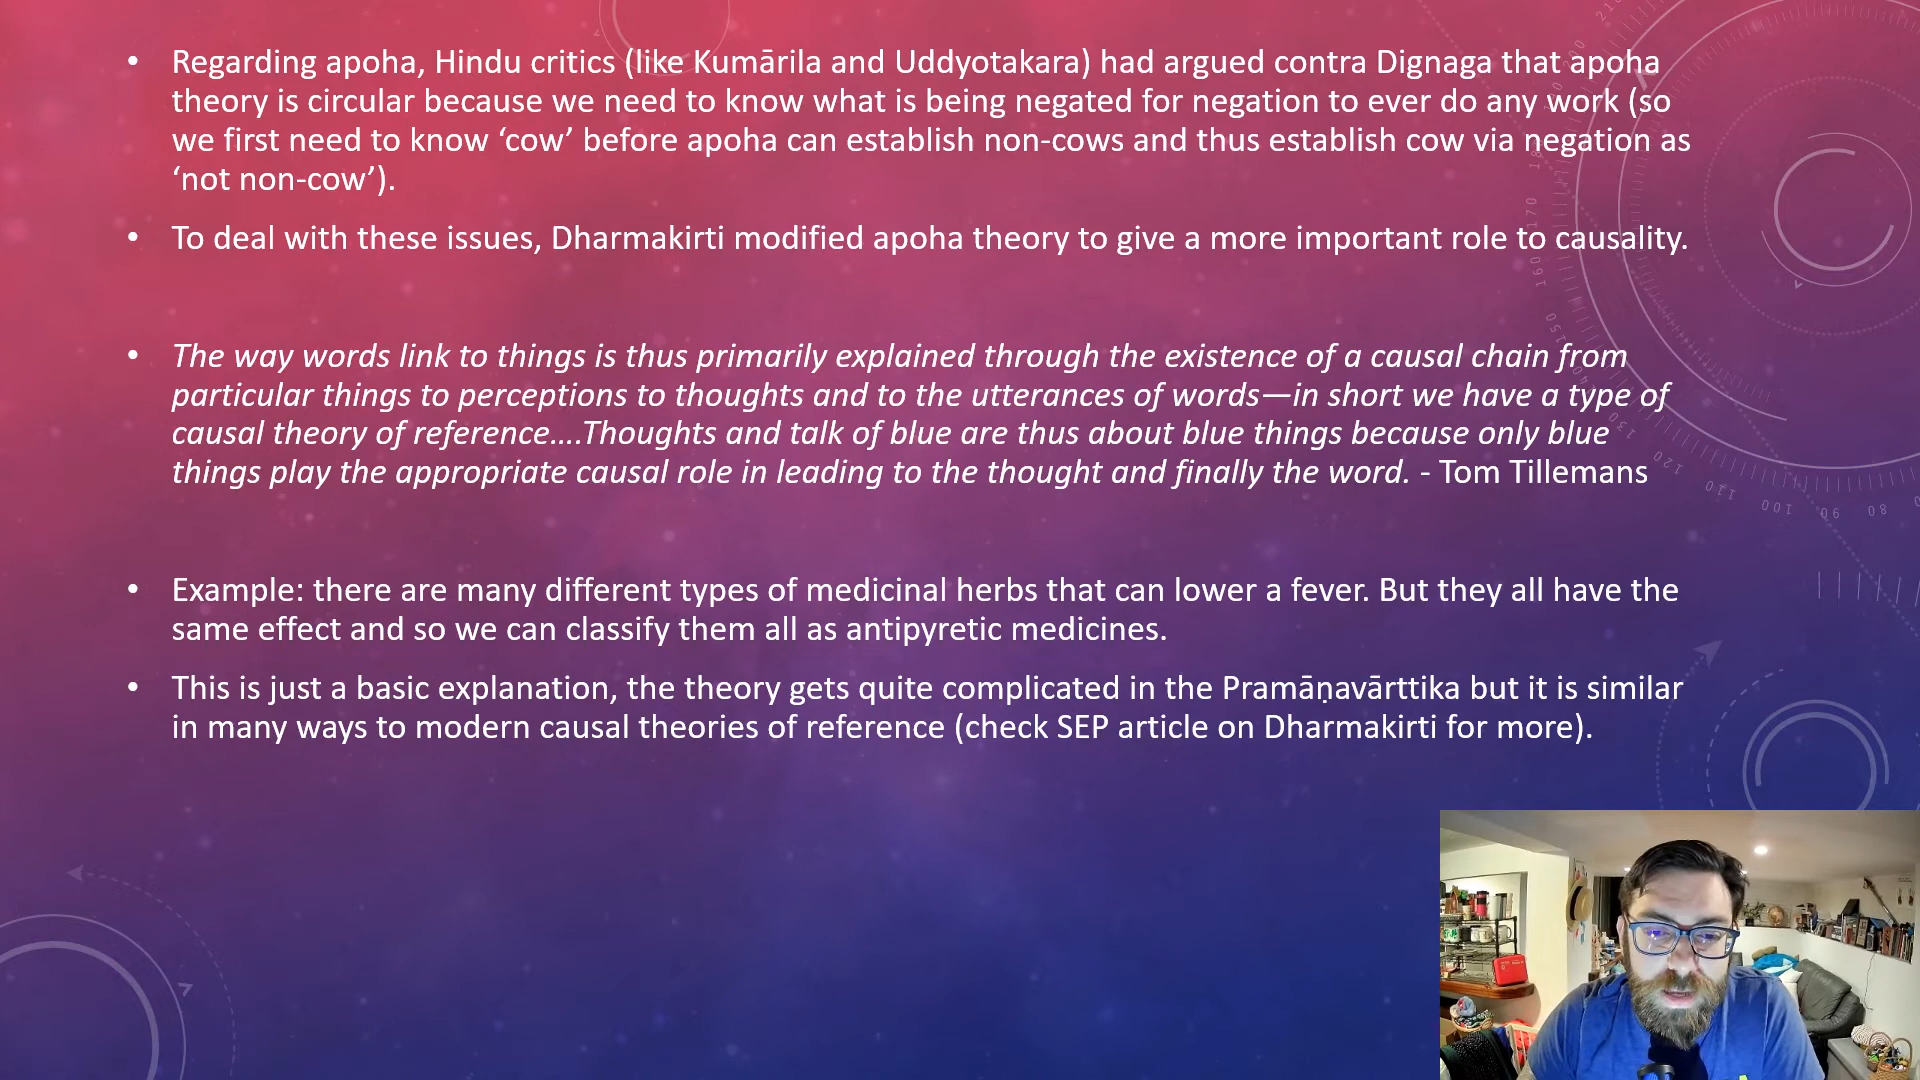 • Regarding apoha, Hindu critics (like Kumārila and Uddyotakara) had argued contra Dignaga that apoha
theory is circular because we need to know what is being negated for negation to ever do any work (so
we first need to know ‘cow’ before apoha can establish non-cows and thus establish cow via negation as
‘not non-cow’).
• To deal with these issues, Dharmakirti modified apoha theory to give a more important role to causality.
• The way words link to things is thus primarily explained through the existence of a causal chain from
particular things to perceptions to thoughts and to the utterances of words—in short we have a type of
causal theory of reference....Thoughts and talk of blue are thus about blue things because only blue
things play the appropriate causal role in leading to the thought and finally the word. - Tom Tillemans
• Example: there are many different types of medicinal herbs that can lower a fever. But they all have the
same effect and so we can classify them all as antipyretic medicines.
• This is just a basic explanation, the theory gets quite complicated in the Pramāṇavārttika but it is similar
in many ways to modern causal theories of reference (check SEP article on Dharmakirti for more).
210
170
160
150
130
120
110
100
90
80